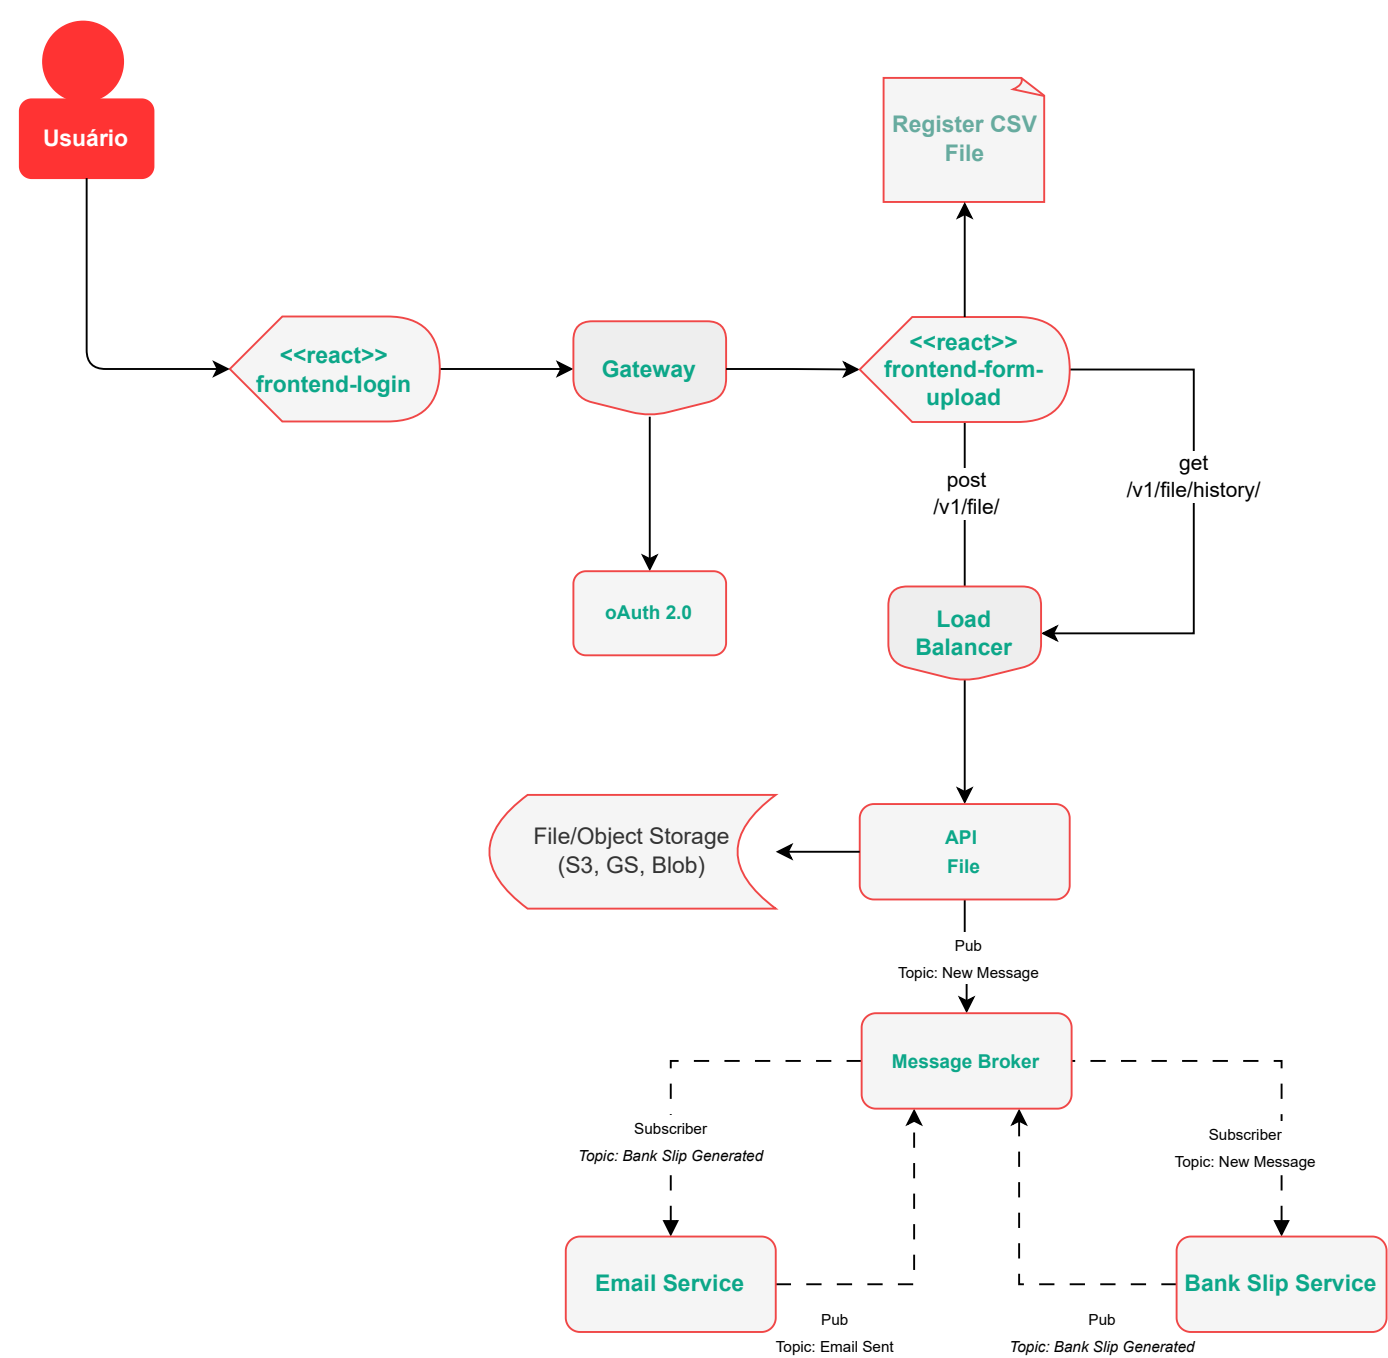 Usuário
Register CSV
File
<<react>>
frontend-login
Gateway
<<react>>
frontend-form-
upload
get
/v1/file/history/
post
/v1/file/
oAuth 2.0
Load
Balancer
File/Object Storage
(S3, GS, Blob)
API
File
Pub
Topic: New Message
Message Broker
Subscriber
Topic: Bank Slip Generated
Subscriber
Topic: New Message
Email Service
Bank Slip Service
Pub
Topic: Email Sent
Pub
Topic: Bank Slip Generated